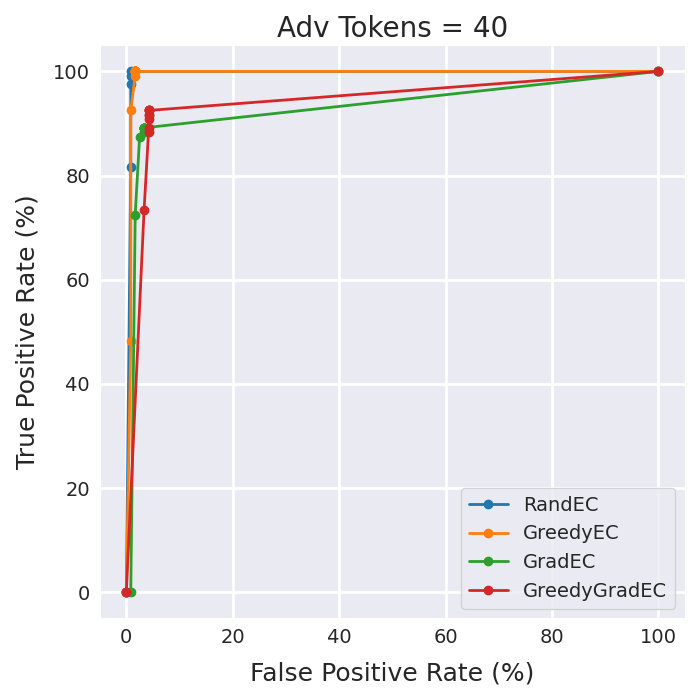 Adv Tokens = 40
True Positive Rate (%)
100
80
60
40
20
0
RandEC
GreedyEC
GradEC
GreedyGradEC
0 20 40 60 80 100
False Positive Rate (%)